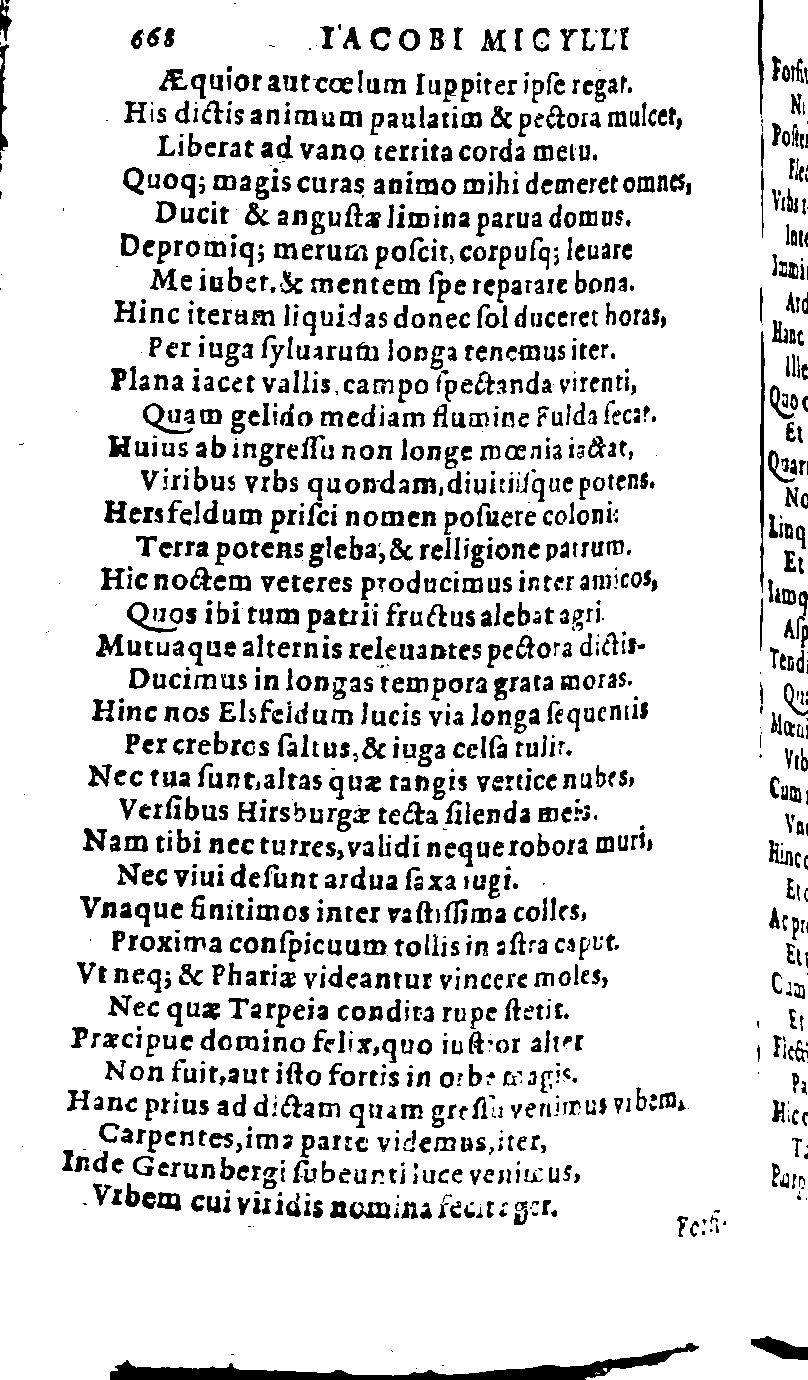 668 IACOBI MICYLLI
Æquior aut cœlum Iuppiter ipſe regat.
His dictis animum paulatim & pectora mulcet,
Liberat ad vano territa corda metu.
Quoq; magis curas animo mihi demeret omnes,
Ducit & anguſtæ limina parua domus.
Depromiq; merum poſcit, corpuſq; leuare
Me iubet, & mentem ſpe reparare bona.
Hinc iterum liquidas donec ſol duceret horas,
Per iuga ſyluarum longa tenemus iter.
Plana iacet vallis, campo ſpectanda virenti,
Quam gelido mediam flumine Fulda ſecat.
Huius ab ingreſſu non longe mœnia iactat,
Viribus vrbs quondam, diuitiiſque potens.
Hersfeldum priſci nomen poſuere coloni:
Terra potens gleba, & relligione patrum.
Hic noctem veteres producimus inter amicos,
Quos ibi tum patrii fructus alebat agri.
Mutuaque alternis releuantes pectora dictis
Ducimus in longas tempora grata moras.
Hinc nos Elsfeldum lucis via longa ſequentis
Per crebros ſaltus, & iuga celſa tulit.
Nec tua ſunt, altas quæ tangis vertice nubes,
Verſibus Hirsburgæ tecta ſilenda meis.
Nam tibi nec turres, validi neque robora muri,
Nec viui deſunt ardua ſaxa iugi.
Vnaque finitimos inter vaſtiſſima colles,
Proxima conſpicuum tollis in aſtra caput.
Vt neq; & Phariæ videantur vincere moles,
Nec quæ Tarpeia condita rupe ſtetit.
Præcipue domino felix, quo iuſtior alter
Non fuit, aut iſto fortis in orbe magis.
Hanc prius ad dictam quam greſſu venimus vrbem,
Carpentes, ima parte videmus, iter,
Inde Gerunbergi ſubeunti luce venimus,
Vrbem cui viridis nomina fecit ager.
Forſi-
Forſi
Ni
Poſte
Flec
Vrbs
Inte
Immi
Ard
Hanc
Ille
Quo
Et
Quar
No
Linq
Et
Iamq
Aſp
Tend
Qua
Mœni
Vrb
Cum
Vn
Hinc
Et
Ac pr
Et
Cum
Et
Flect
Pa
Hic